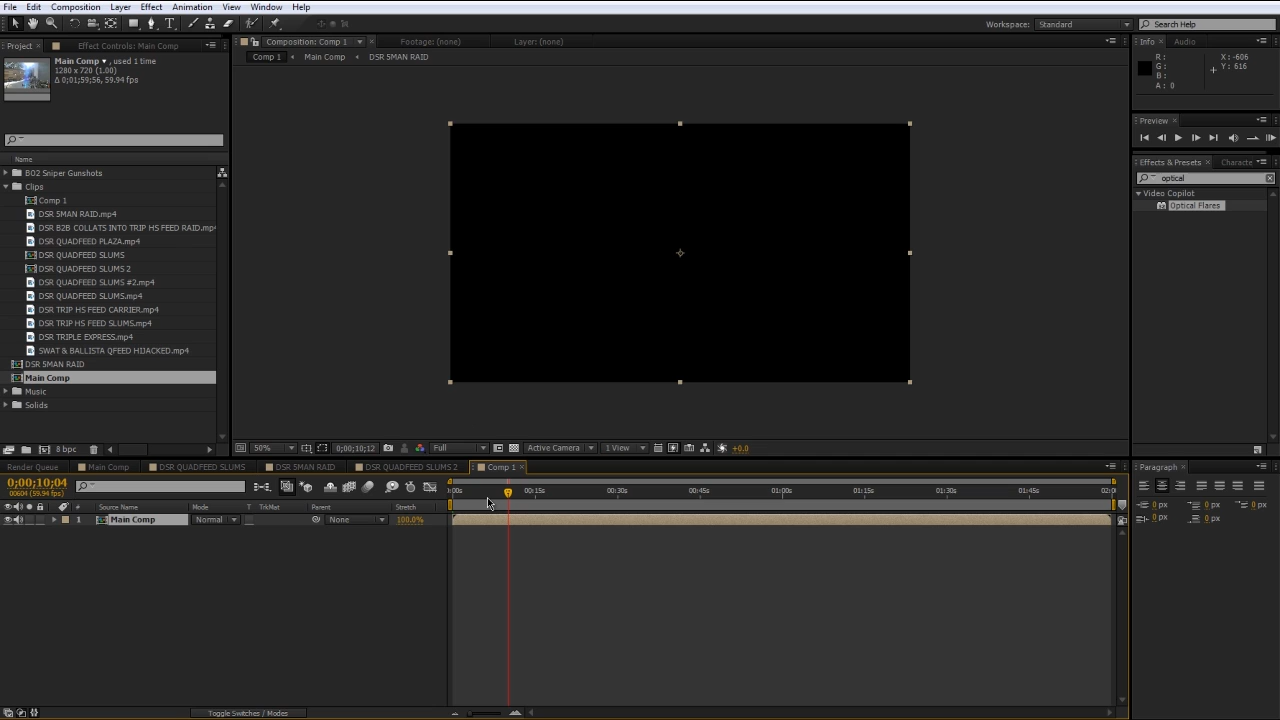 File Edit Composition Layer Effect Animation View Window Help
Workspace: Standard Search Help
Project × Effect Controls: Main Comp
Main Comp ▾ , used 1 time
1280 x 720 (1.00)
Δ 0;01;59;56, 59.94 fps
Name
BO2 Sniper Gunshots
Clips
Comp 1
DSR 5MAN RAID.mp4
DSR B2B COLLATS INTO TRIP HS FEED RAID.mp4
DSR QUADFEED PLAZA.mp4
DSR QUADFEED SLUMS
DSR QUADFEED SLUMS 2
DSR QUADFEED SLUMS #2.mp4
DSR QUADFEED SLUMS.mp4
DSR TRIP HS FEED CARRIER.mp4
DSR TRIP HS FEED SLUMS.mp4
DSR TRIPLE EXPRESS.mp4
SWAT & BALLISTA QFEED HIJACKED.mp4
DSR 5MAN RAID
Main Comp
Music
Solids
8 bpc
Composition: Comp 1 Footage: (none) Layer: (none)
Comp 1 Main Comp DSR 5MAN RAID
50% 0;00;10;12 Full Active Camera 1 View +0.0
Info × Audio
R : X : -606
G : Y : 616
B :
A : 0
Preview ×
Effects & Presets × Characte
optical
Video Copilot
Optical Flares
Render Queue Main Comp DSR QUADFEED SLUMS DSR 5MAN RAID DSR QUADFEED SLUMS 2 Comp 1 ×
0;00;10;04
00604 (59.94 fps)
:00s 00:15s 00:30s 00:45s 01:00s 01:15s 01:30s 01:45s 02:0
# Source Name Mode T TrkMat Parent Stretch
1 Main Comp Normal None 100.0%
Toggle Switches / Modes
Paragraph ×
0 px 0 px 0 px
0 px 0 px